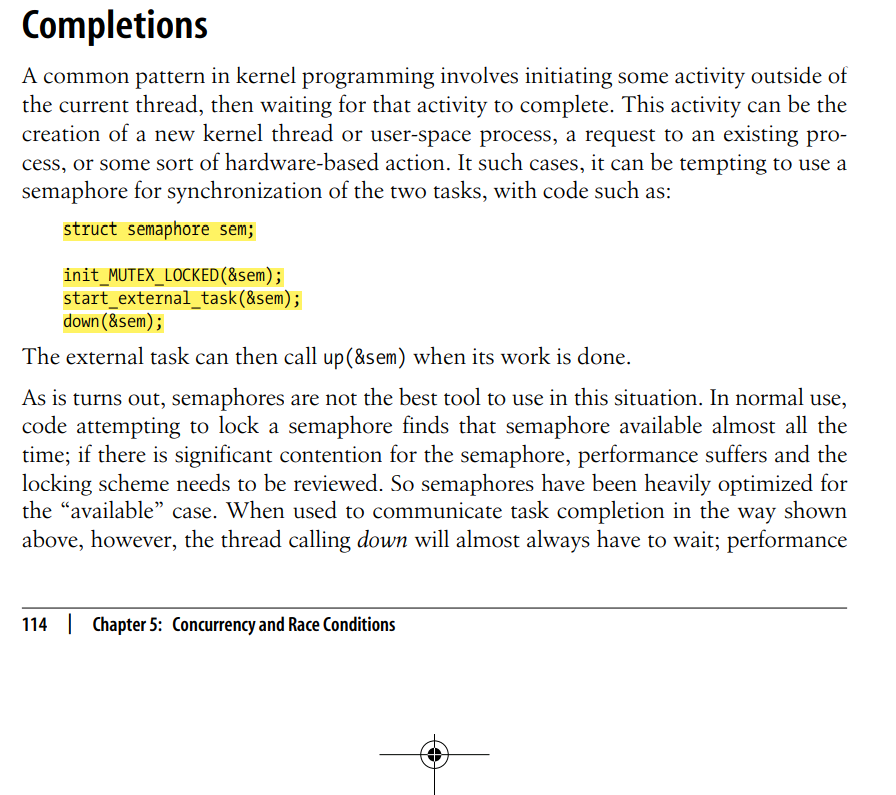 Completions
A common pattern in kernel programming involves initiating some activity outside of
the current thread, then waiting for that activity to complete. This activity can be the
creation of a new kernel thread or user-space process, a request to an existing pro-
cess, or some sort of hardware-based action. It such cases, it can be tempting to use a
semaphore for synchronization of the two tasks, with code such as:
struct semaphore sem;
init_MUTEX_LOCKED(&sem);
start_external_task(&sem);
down(&sem);
The external task can then call up(&sem) when its work is done.
As is turns out, semaphores are not the best tool to use in this situation. In normal use,
code attempting to lock a semaphore finds that semaphore available almost all the
time; if there is significant contention for the semaphore, performance suffers and the
locking scheme needs to be reviewed. So semaphores have been heavily optimized for
the “available” case. When used to communicate task completion in the way shown
above, however, the thread calling down will almost always have to wait; performance
114 | Chapter 5: Concurrency and Race Conditions